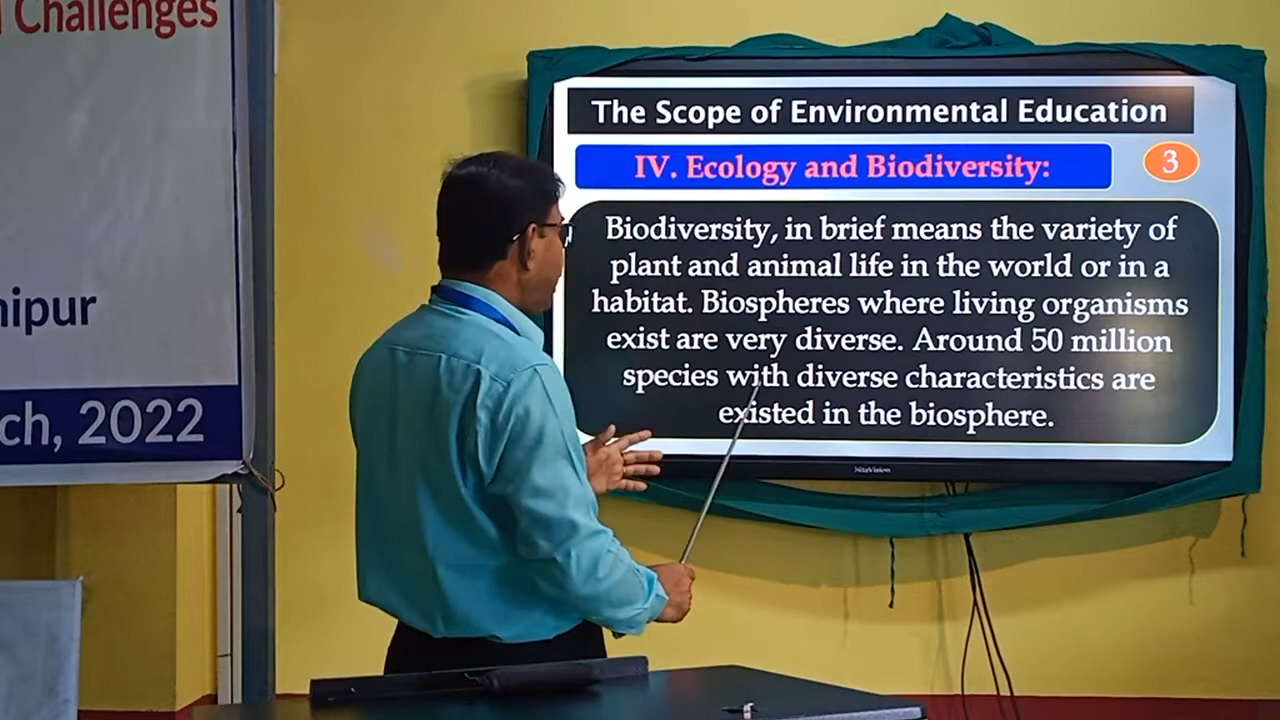 Challenges
nipur
ch, 2022
The Scope of Environmental Education
IV. Ecology and Biodiversity:
3
Biodiversity, in brief means the variety of
plant and animal life in the world or in a
habitat. Biospheres where living organisms
exist are very diverse. Around 50 million
species with diverse characteristics are
existed in the biosphere.